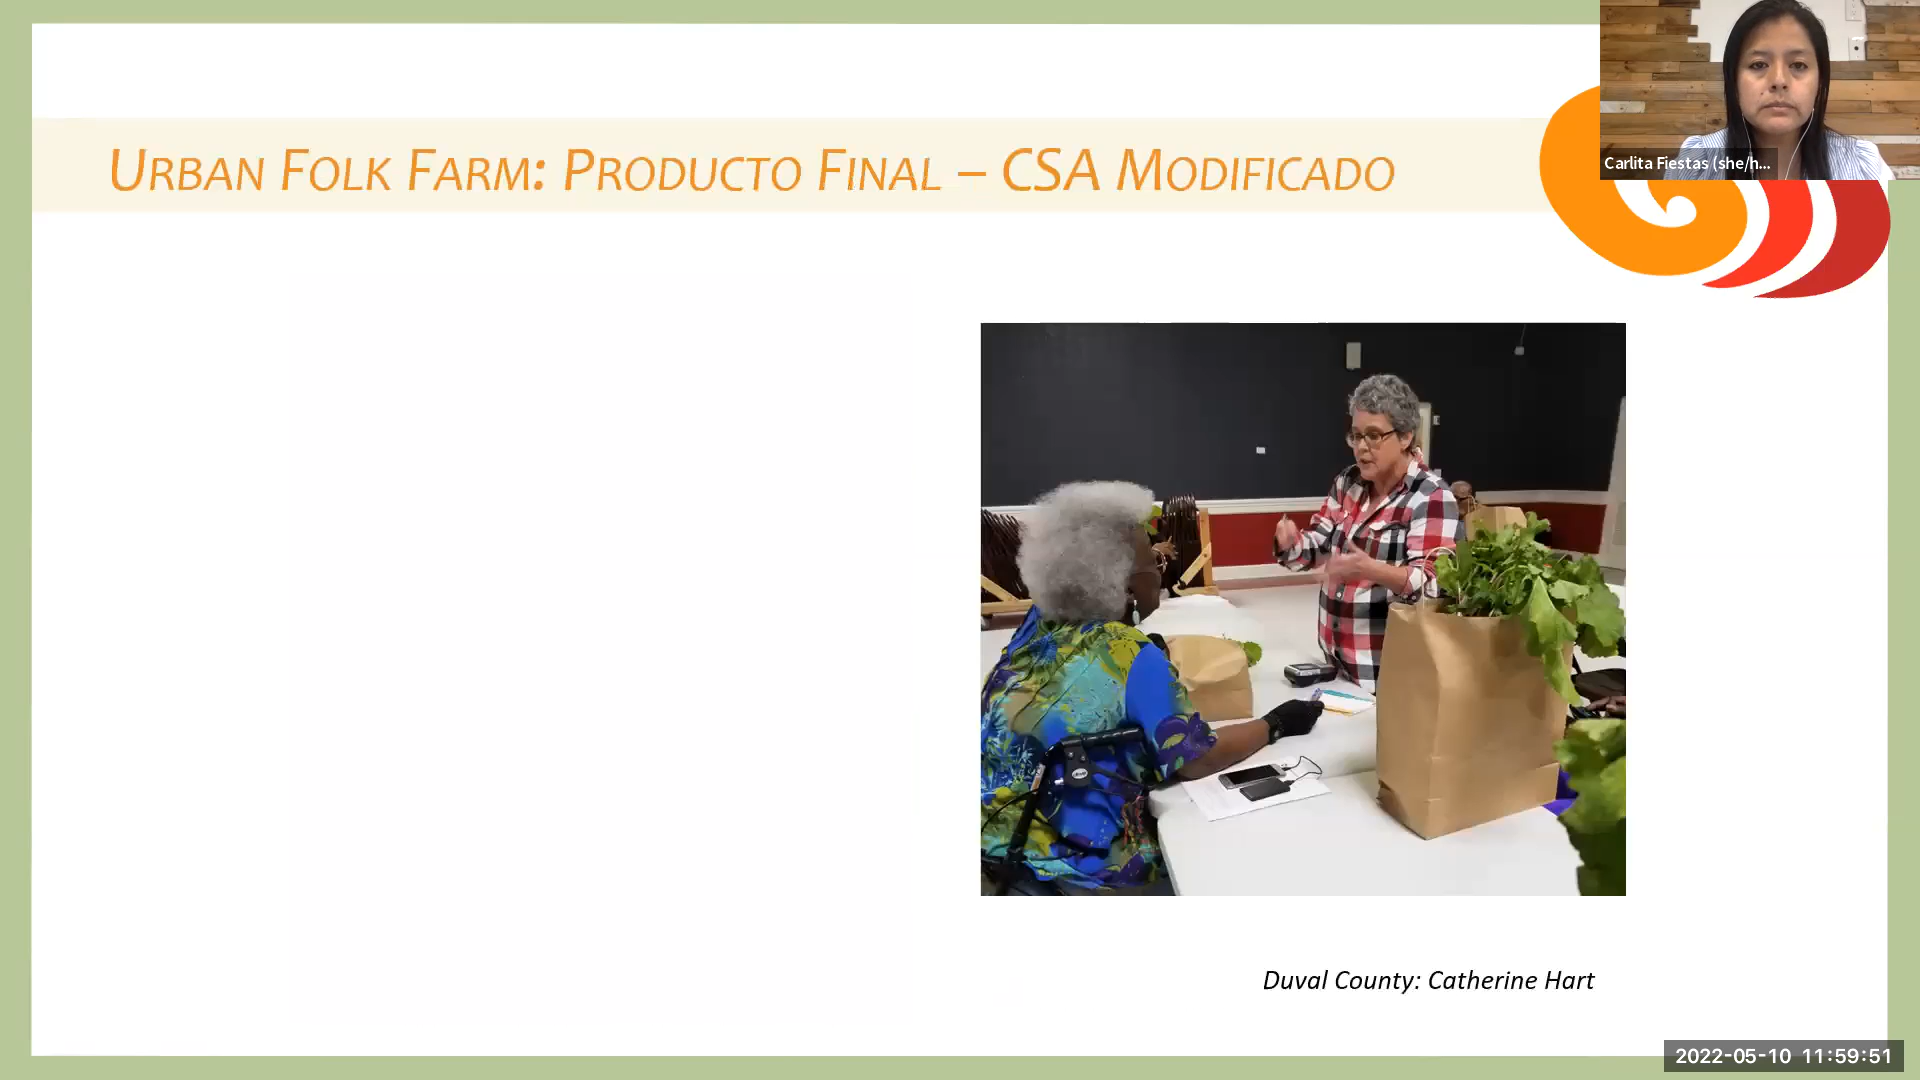 URBAN FOLK FARM: PRODUCTO FINAL – CSA MODIFICADO
Carlita Fiestas (she/h...
Duval County: Catherine Hart
2022-05-10 11:59:51